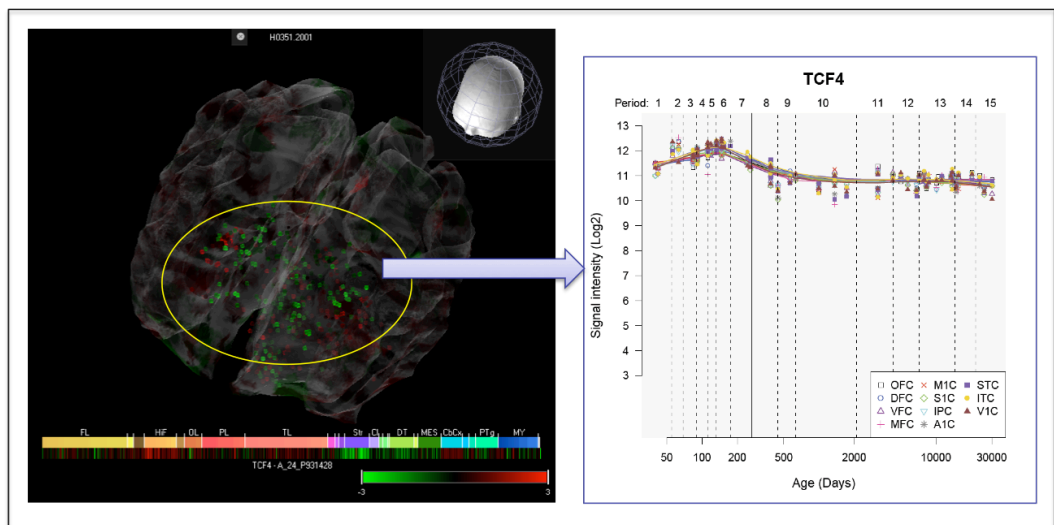 H0351.2001
FL HiF OL PL TL Str CL DT MES CbCx PTg MY
TCF4 - A_24_P931428
-3 3
TCF4
Period: 1 2 3 4 5 6 7 8 9 10 11 12 13 14 15
13
12
11
10
9
8
7
6
5
4
3
Signal intensity (Log2)
OFC M1C STC
DFC S1C ITC
VFC IPC V1C
MFC A1C
50 100 200 500 2000 10000 30000
Age (Days)